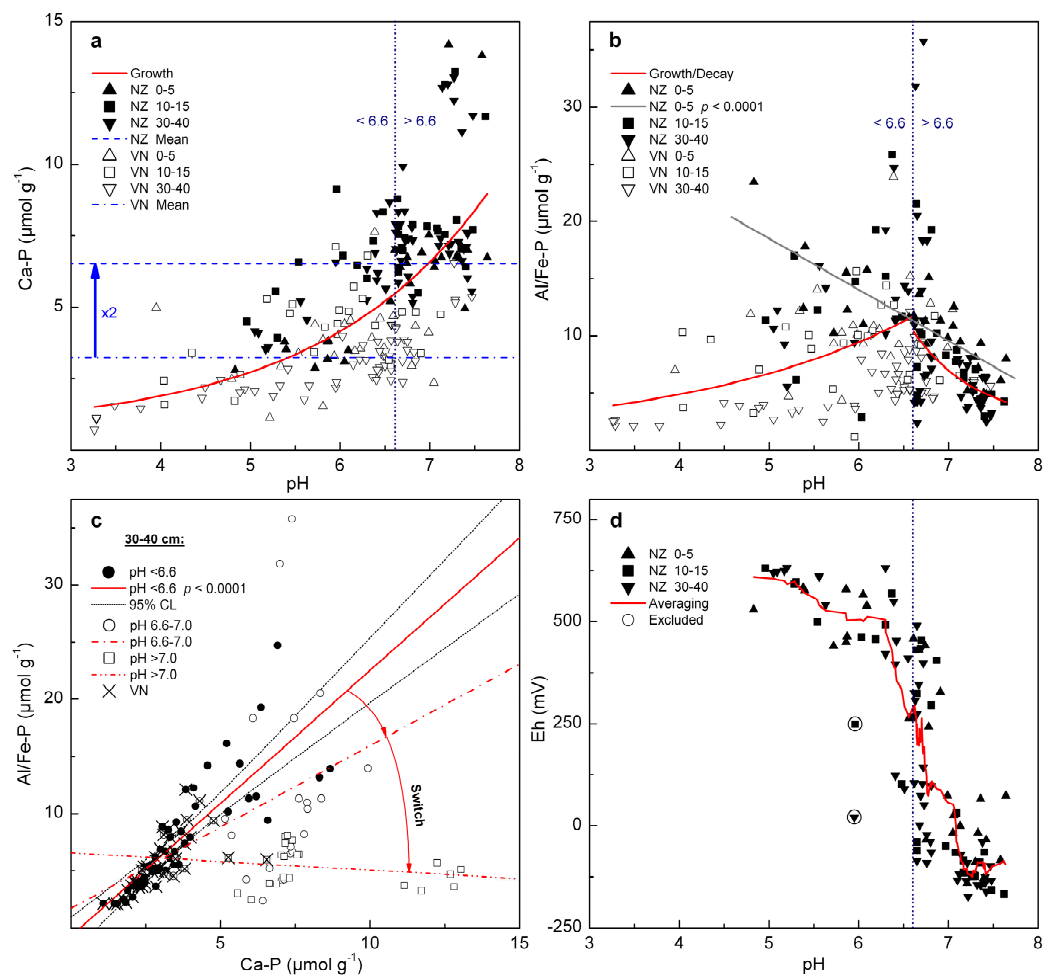 a
Growth
NZ 0-5
NZ 10-15
NZ 30-40
NZ Mean
VN 0-5
VN 10-15
VN 30-40
VN Mean
< 6.6 > 6.6
x2
15
10
5
3 4 5 6 7 8
pH
Ca-P (µmol g⁻¹)
b
Growth/Decay
NZ 0-5
NZ 0-5 p < 0.0001
NZ 10-15
NZ 30-40
VN 0-5
VN 10-15
VN 30-40
< 6.6 > 6.6
30
20
10
3 4 5 6 7 8
pH
Al/Fe-P (µmol g⁻¹)
c
30-40 cm:
pH <6.6
pH <6.6 p < 0.0001
95% CL
pH 6.6-7.0
pH 6.6-7.0
pH >7.0
pH >7.0
VN
Switch
30
20
10
5 10 15
Ca-P (µmol g⁻¹)
Al/Fe-P (µmol g⁻¹)
d
NZ 0-5
NZ 10-15
NZ 30-40
Averaging
Excluded
750
500
250
0
-250
3 4 5 6 7 8
pH
Eh (mV)